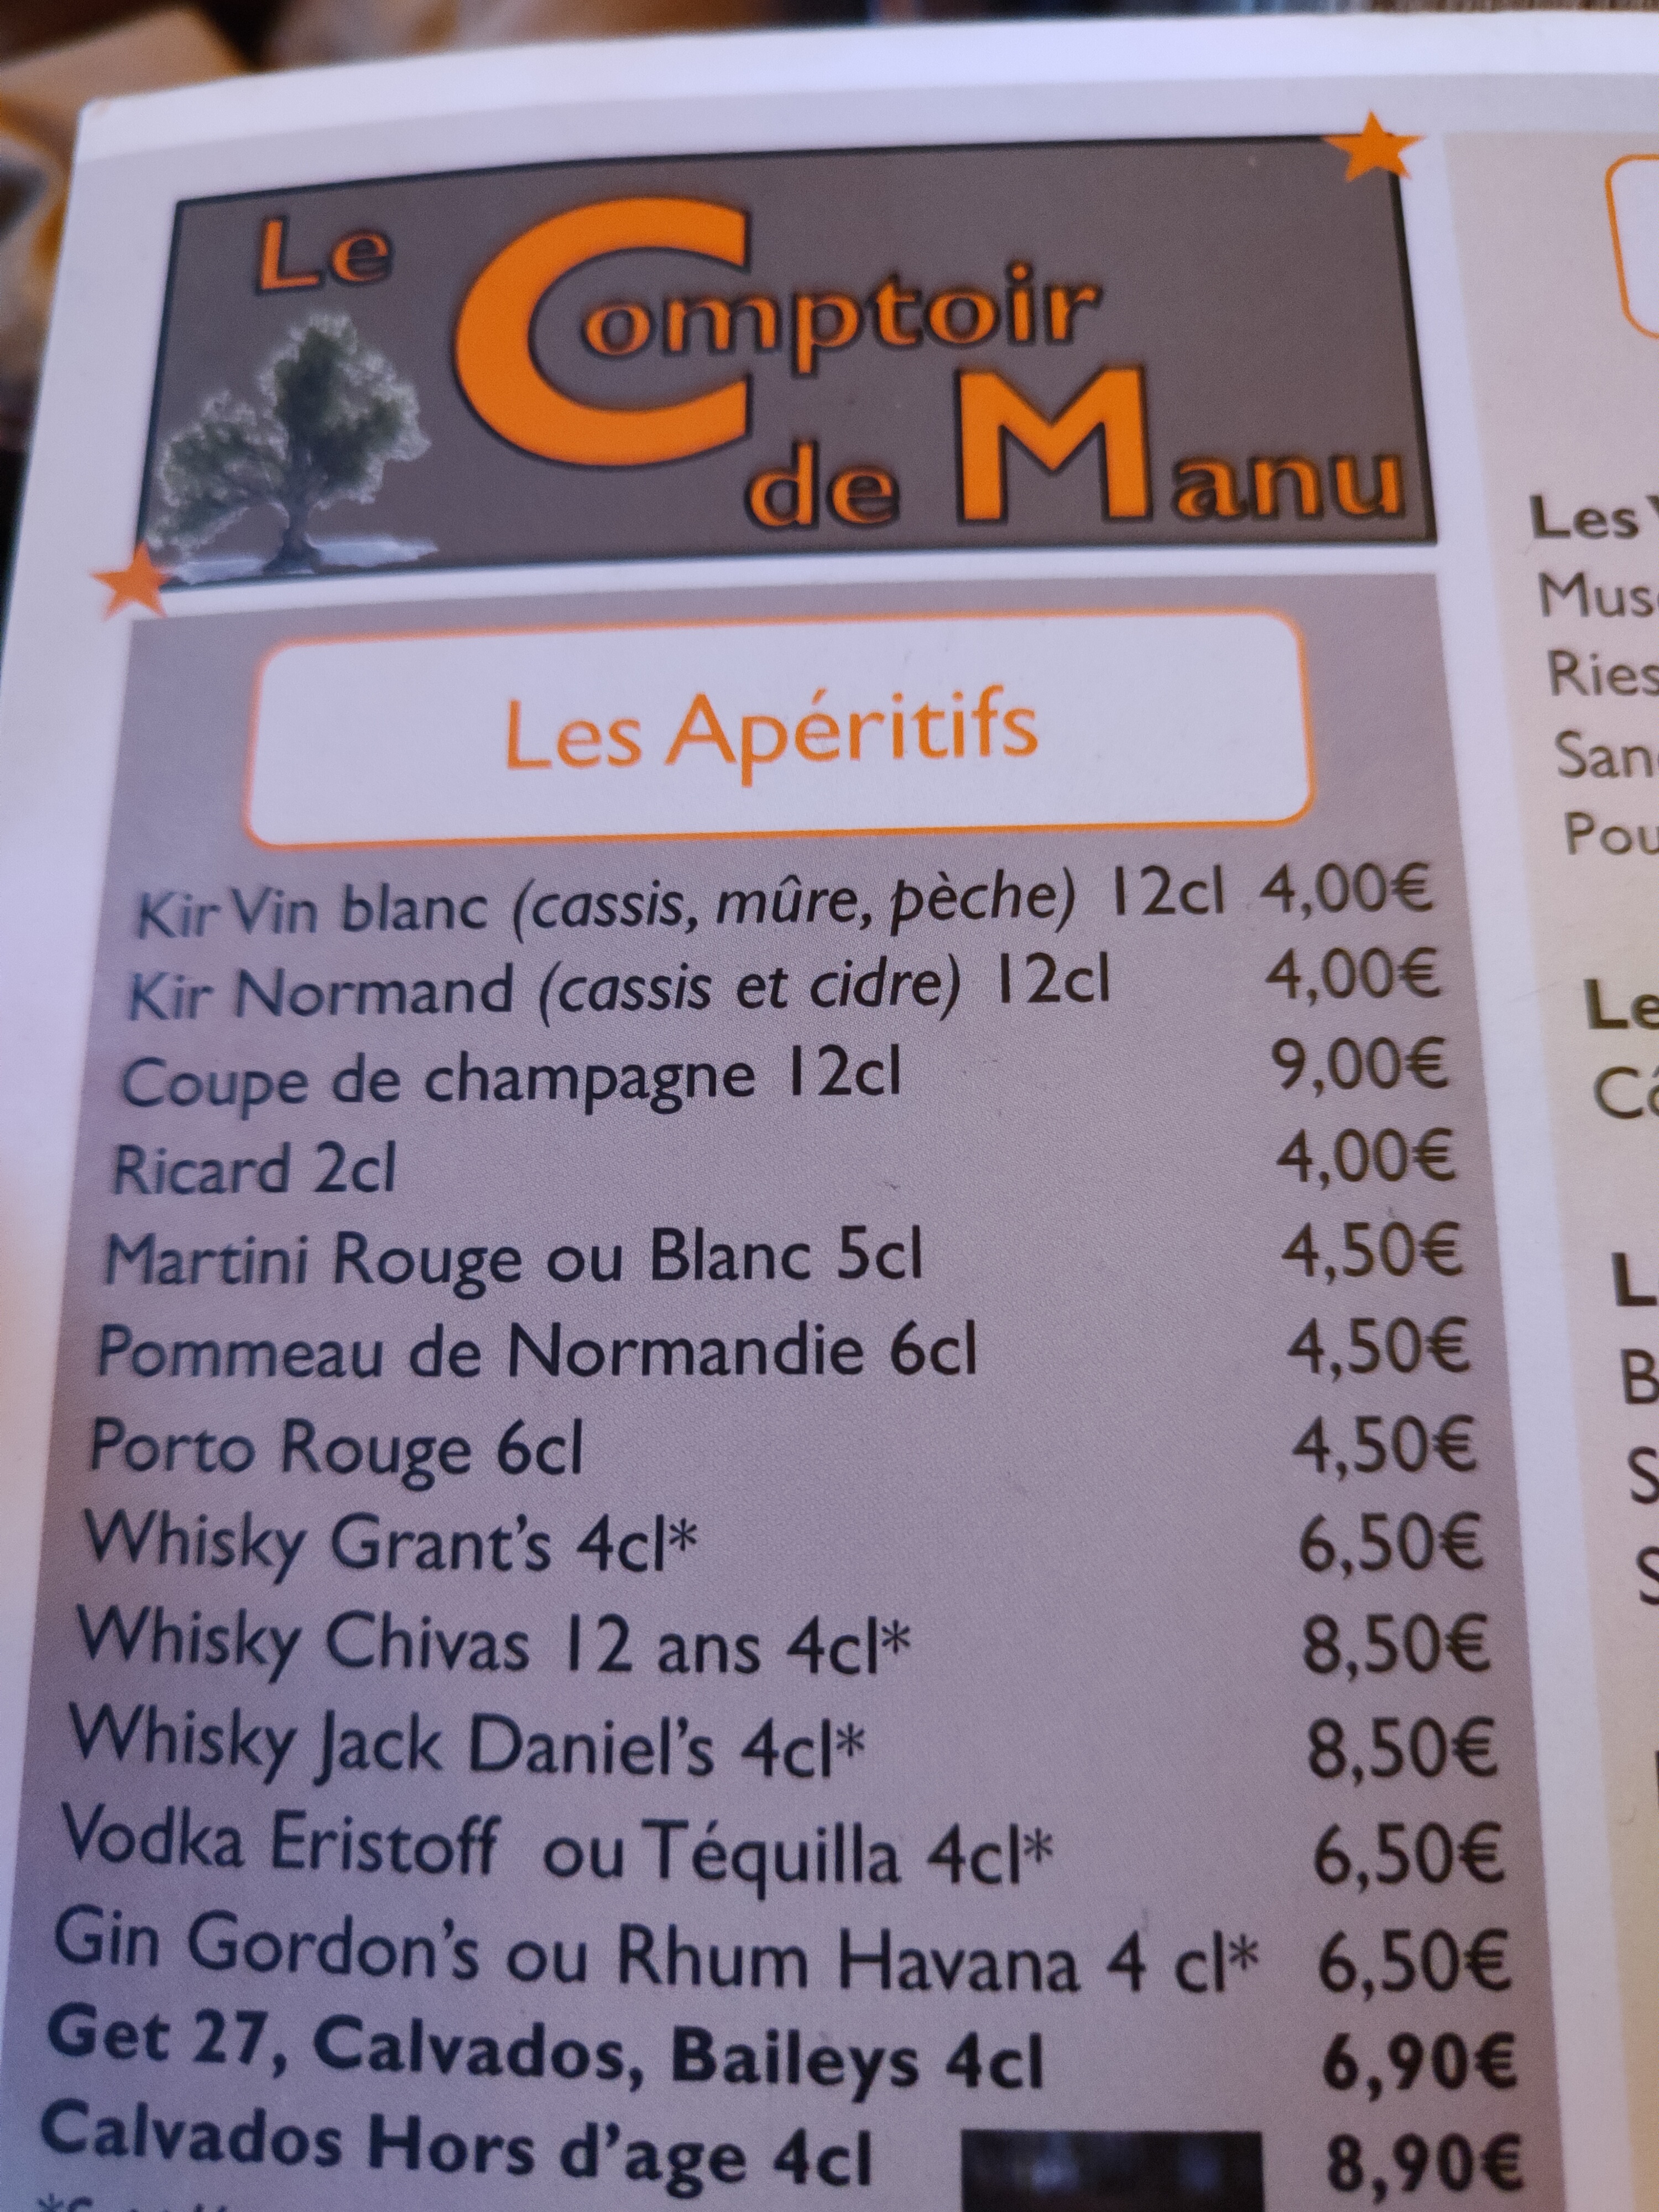 Le Comptoir
de Manu
Les Apéritifs
Kir Vin blanc (cassis, mûre, pèche) 12cl 4,00€
Kir Normand (cassis et cidre) 12cl 4,00€
Coupe de champagne 12cl 9,00€
Ricard 2cl 4,00€
Martini Rouge ou Blanc 5cl 4,50€
Pommeau de Normandie 6cl 4,50€
Porto Rouge 6cl 4,50€
Whisky Grant's 4cl* 6,50€
Whisky Chivas 12 ans 4cl* 8,50€
Whisky Jack Daniel's 4cl* 8,50€
Vodka Eristoff ou Téquilla 4cl* 6,50€
Gin Gordon's ou Rhum Havana 4 cl* 6,50€
Get 27, Calvados, Baileys 4cl 6,90€
Calvados Hors d'age 4cl 8,90€
Les